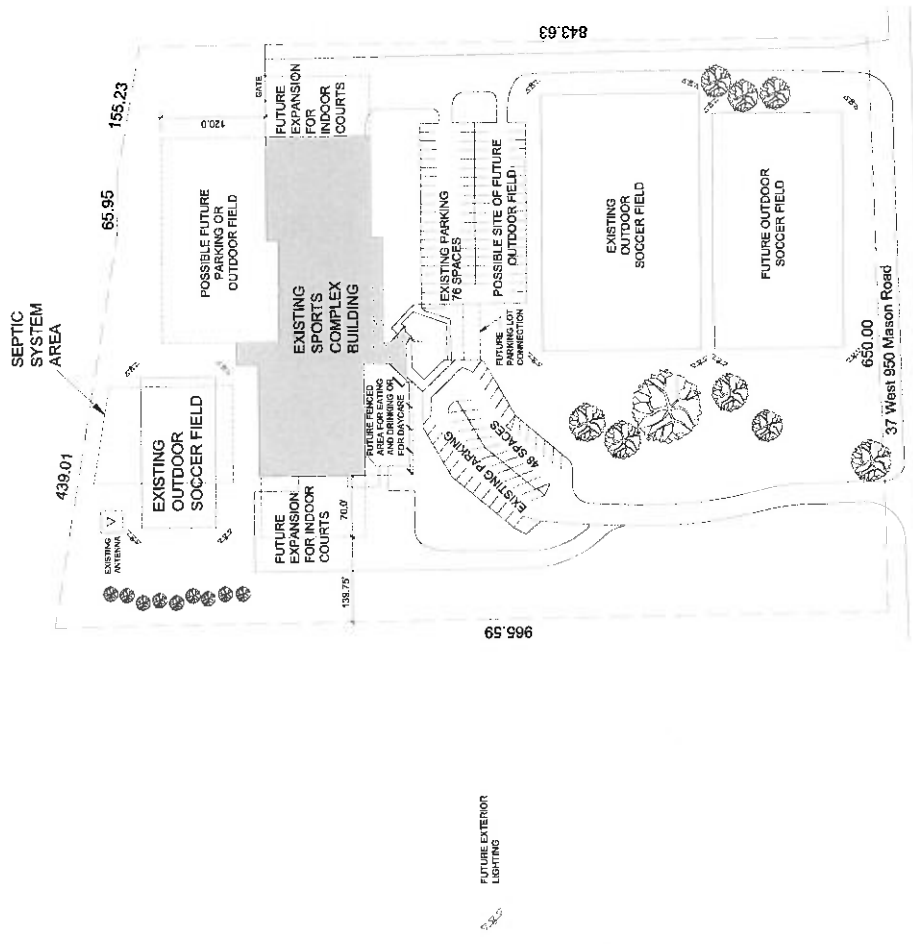 843.63
155.23
65.95
439.01
SEPTIC
SYSTEM
AREA
120.0
GATE
FUTURE
EXPANSION
FOR
INDOOR
COURTS
POSSIBLE FUTURE
PARKING OR
OUTDOOR FIELD
EXISTING
SPORTS
COMPLEX
BUILDING
EXISTING
OUTDOOR
SOCCER FIELD
EXISTING
ANTENNA
FUTURE
EXPANSION
FOR INDOOR
COURTS
70.0'
139.75'
FUTURE FENCED
AREA FOR EATING
AND DRINKING OR
FOR DAYCARE
EXISTING PARKING
76 SPACES
POSSIBLE SITE OF FUTURE
OUTDOOR FIELD
FUTURE
PARKING LOT
CONNECTION
EXISTING PARKING
48 SPACES
EXISTING
OUTDOOR
SOCCER FIELD
FUTURE OUTDOOR
SOCCER FIELD
650.00
37 West 950 Mason Road
965.59
FUTURE EXTERIOR
LIGHTING